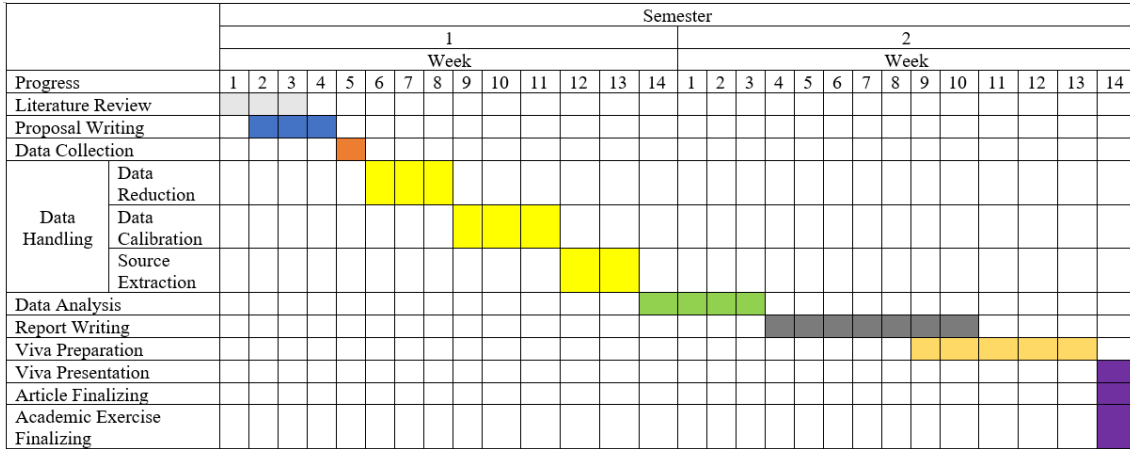 Semester
1 2
Week Week
Progress 1 2 3 4 5 6 7 8 9 10 11 12 13 14 1 2 3 4 5 6 7 8 9 10 11 12 13 14
Literature Review
Proposal Writing
Data Collection
Data Handling
Data
Reduction
Data
Calibration
Source
Extraction
Data Analysis
Report Writing
Viva Preparation
Viva Presentation
Article Finalizing
Academic Exercise
Finalizing